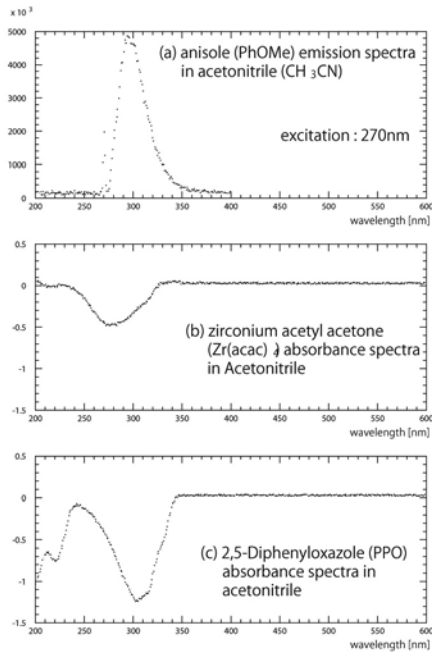 x 10 3
(a) anisole (PhOMe) emission spectra
in acetonitrile (CH 3CN)
excitation : 270nm
5000
4000
3000
2000
1000
0
200 250 300 350 400 450 500 550 600
wavelength [nm]
(b) zirconium acetyl acetone
(Zr(acac) 4) absorbance spectra
in Acetonitrile
0.5
0
-0.5
-1
-1.5
200 250 300 350 400 450 500 550 600
wavelength [nm]
(c) 2,5-Diphenyloxazole (PPO)
absorbance spectra in
acetonitrile
0.5
0
-0.5
-1
-1.5
200 250 300 350 400 450 500 550 600
wavelength [nm]